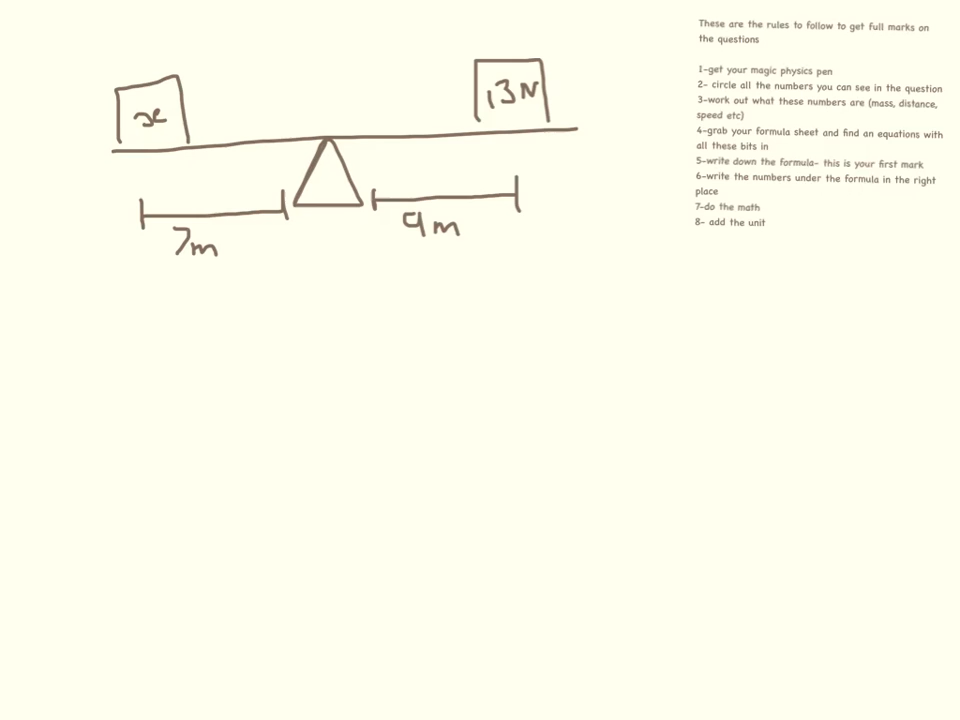 x
13N
7m
9m
These are the rules to follow to get full marks on
the questions
1-get your magic physics pen
2- circle all the numbers you can see in the question
3-work out what these numbers are (mass, distance,
speed etc)
4-grab your formula sheet and find an equations with
all these bits in
5-write down the formula- this is your first mark
6-write the numbers under the formula in the right
place
7-do the math
8- add the unit